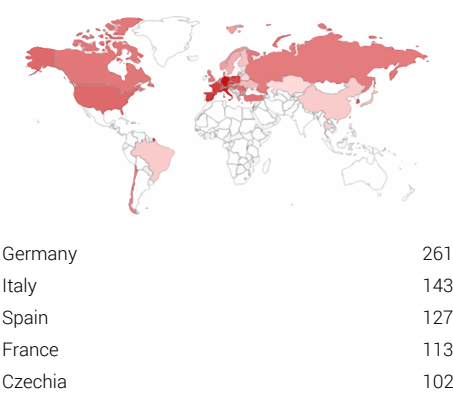 Germany 261
Italy 143
Spain 127
France 113
Czechia 102